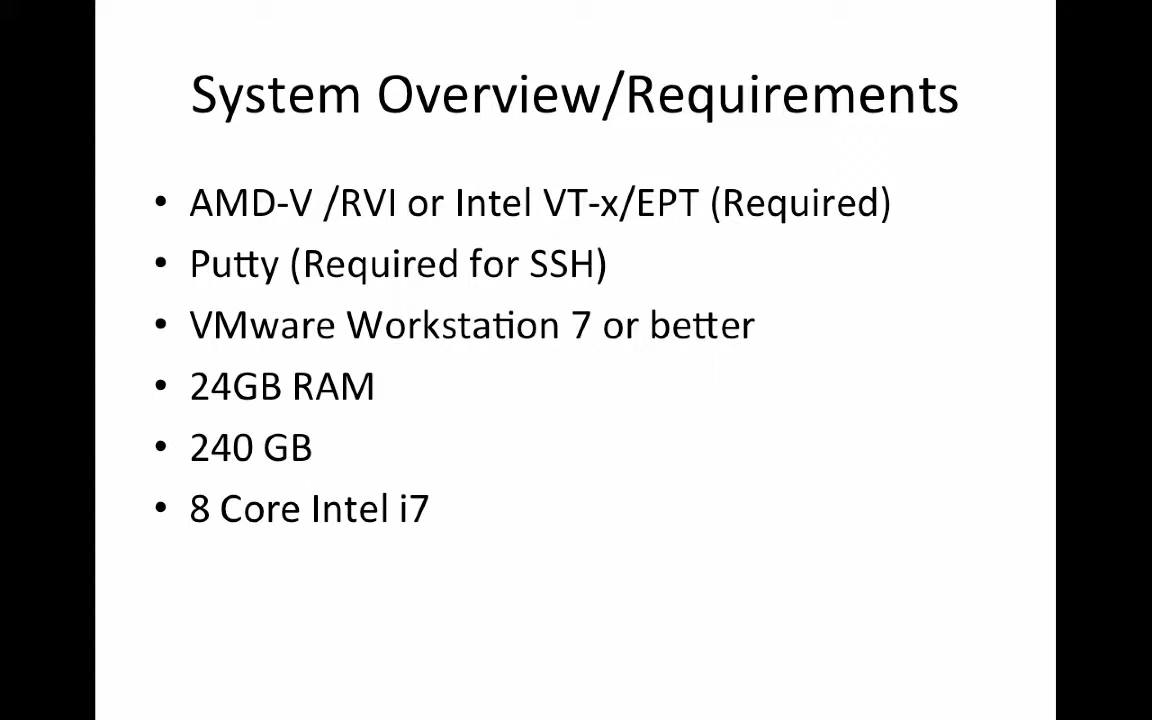 System Overview/Requirements
• AMD-V /RVI or Intel VT-x/EPT (Required)
• Putty (Required for SSH)
• VMware Workstation 7 or better
• 24GB RAM
• 240 GB
• 8 Core Intel i7